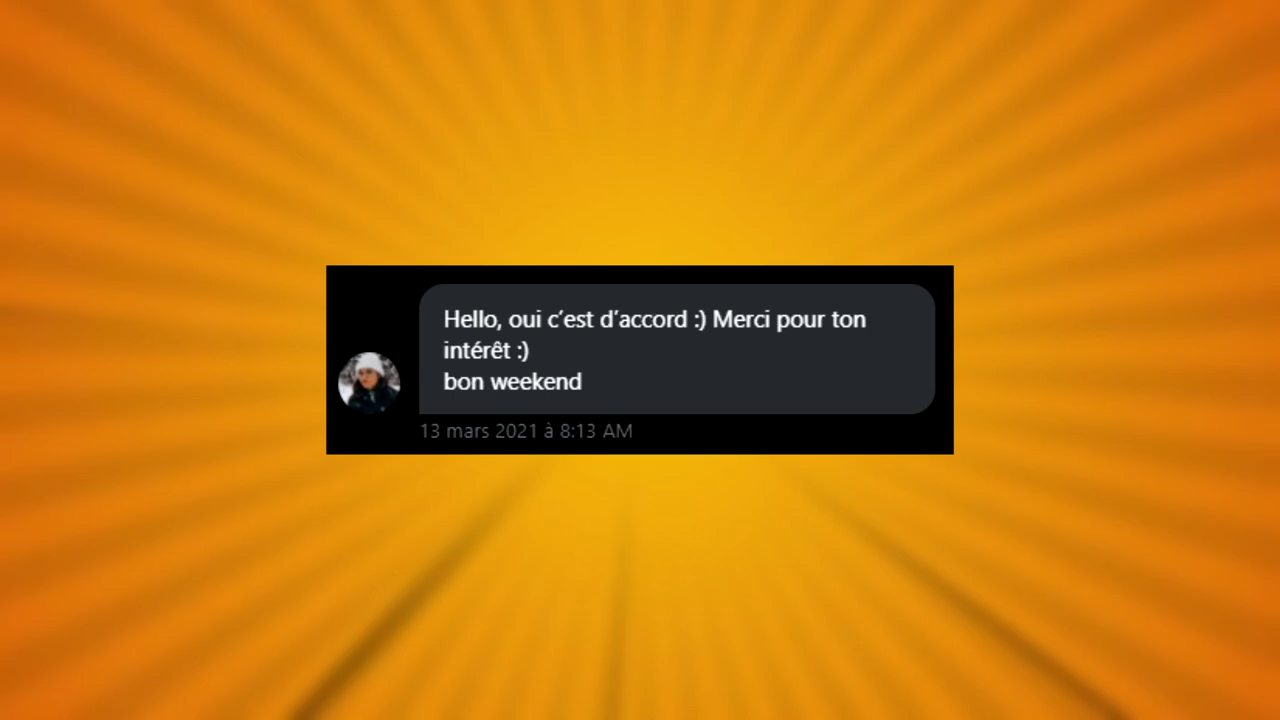 Hello, oui c’est d’accord :) Merci pour ton
intérêt :)
bon weekend
13 mars 2021 à 8:13 AM